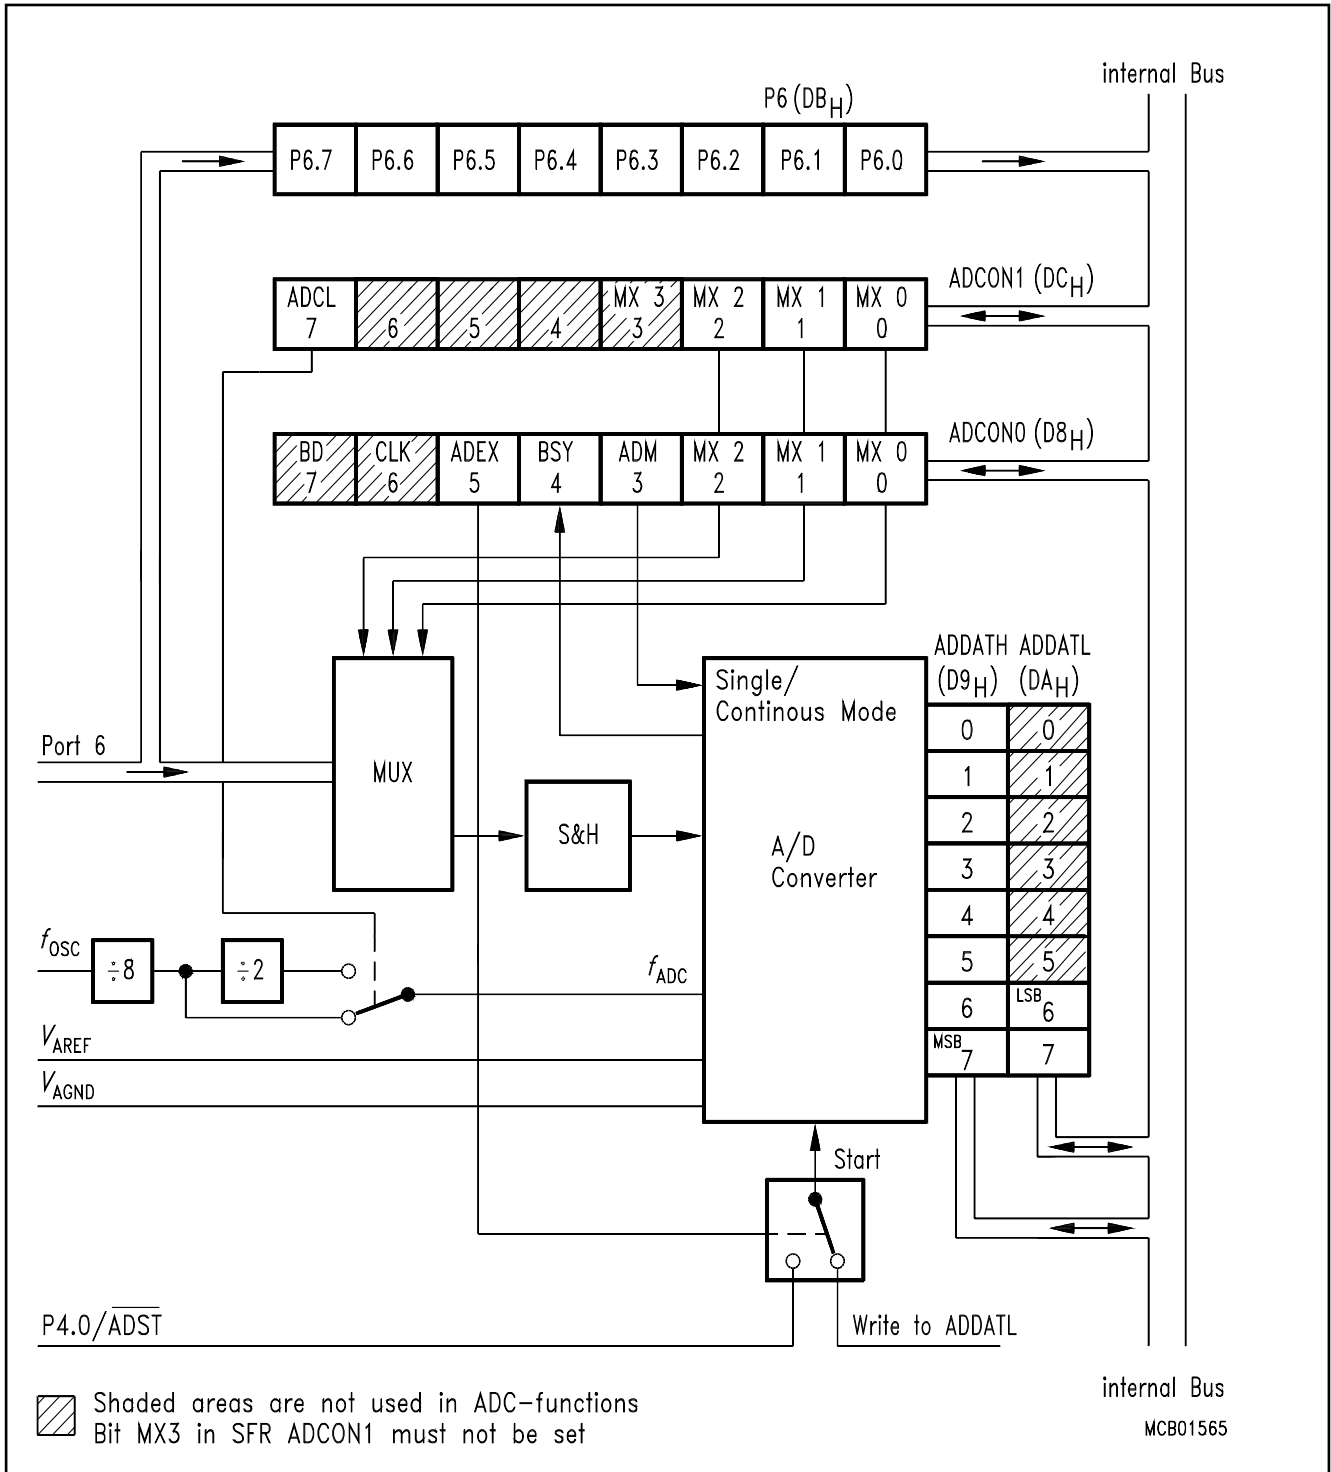 internal Bus
P6 (DBH)
P6.7 P6.6 P6.5 P6.4 P6.3 P6.2 P6.1 P6.0
ADCON1 (DCH)
ADCL MX 3 MX 2 MX 1 MX 0
7 6 5 4 3 2 1 0
ADCON0 (D8H)
BD CLK ADEX BSY ADM MX 2 MX 1 MX 0
7 6 5 4 3 2 1 0
ADDATH ADDATL
(D9H) (DAH)
Single/
Continous Mode
0 0
1 1
2 2
3 3
4 4
5 5
6 LSB 6
MSB 7 7
Port 6
MUX
S&H
A/D
Converter
fOSC
÷8
÷2
fADC
VAREF
VAGND
Start
P4.0/ADST
Write to ADDATL
internal Bus
Shaded areas are not used in ADC-functions
Bit MX3 in SFR ADCON1 must not be set
MCB01565